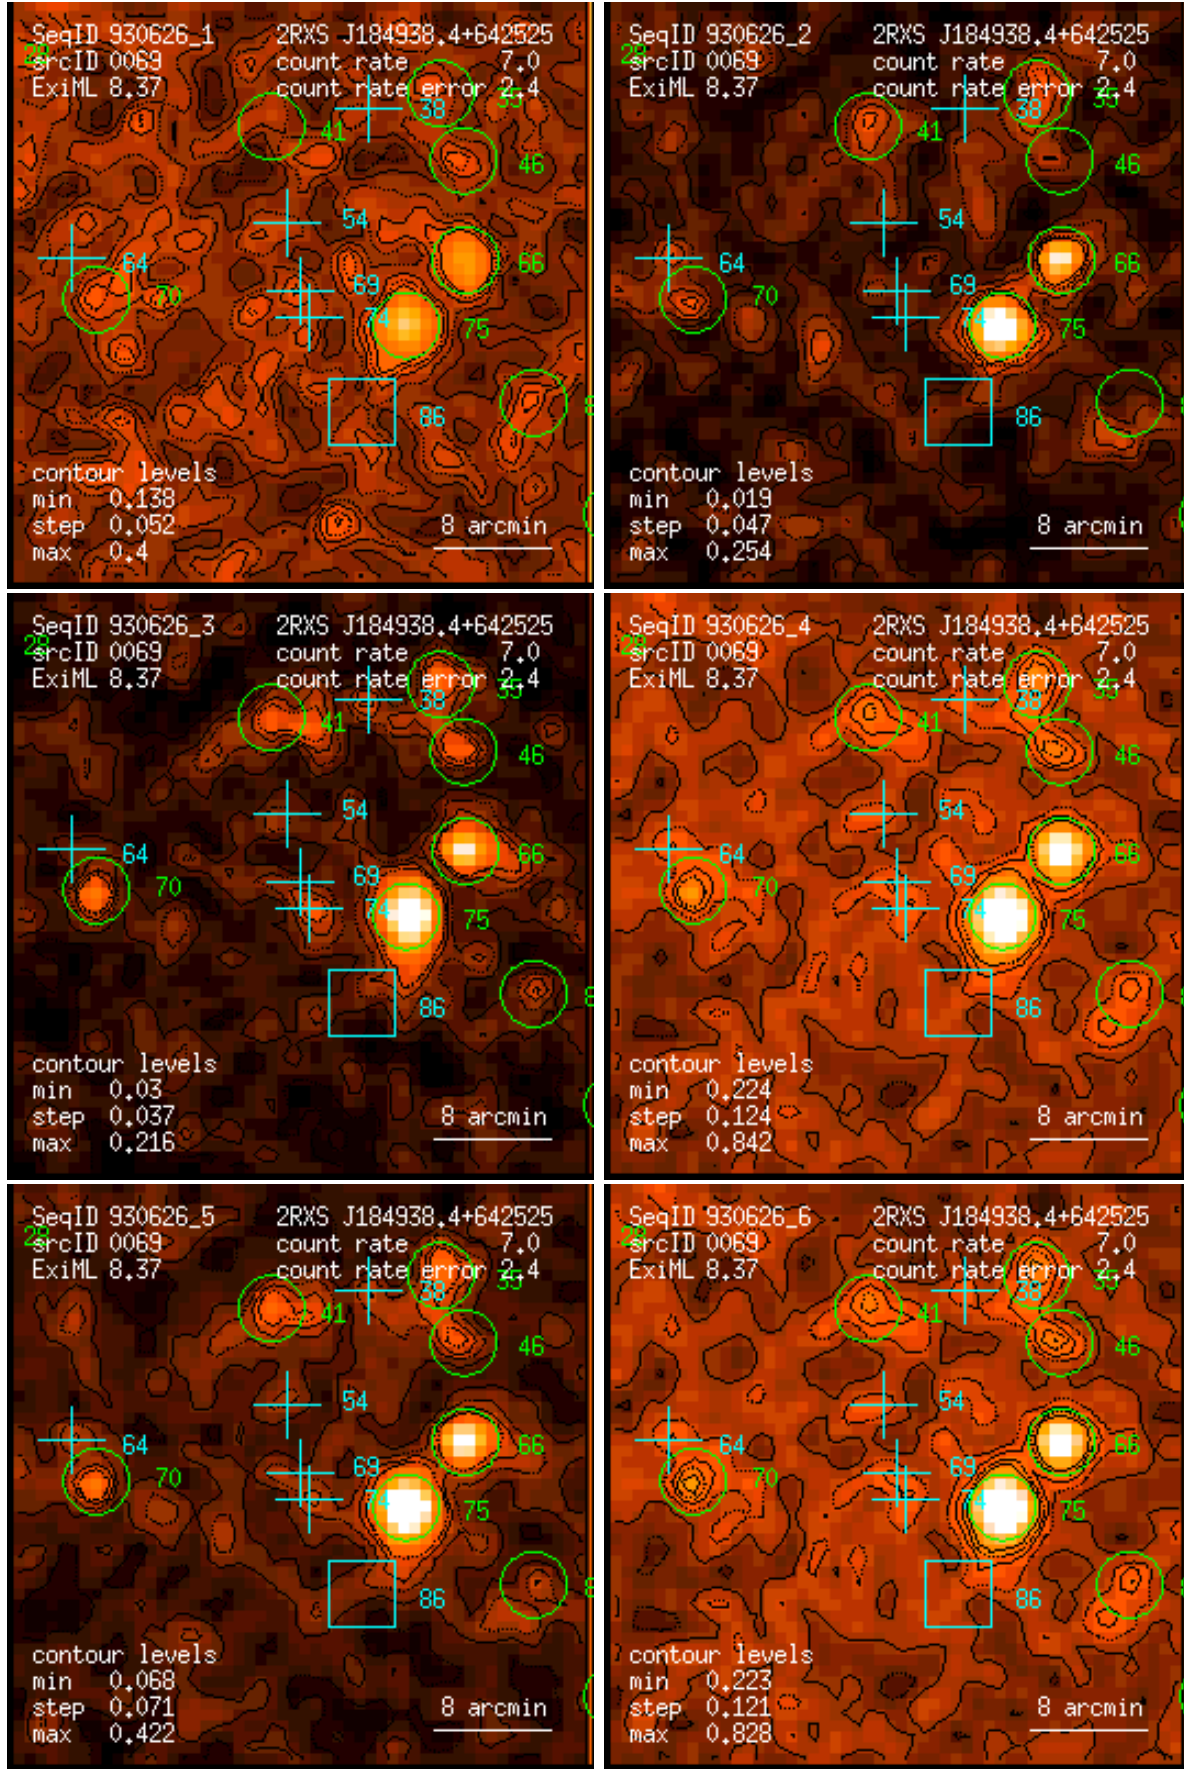 SeqID 930626_1 2RXS J184938.4+642525
28
srcID 0069 count rate 7.0
ExiML 8.37 count rate error 2.4
35
38
41
46
54
66
64
69
70
74
75
86
contour levels
min 0.138
step 0.052
max 0.4
8 arcmin
SeqID 930626_2 2RXS J184938.4+642525
28
srcID 0069 count rate 7.0
ExiML 8.37 count rate error 2.4
35
38
41
46
54
66
64
69
70
74
75
86
contour levels
min 0.019
step 0.047
max 0.254
8 arcmin
SeqID 930626_3 2RXS J184938.4+642525
28
srcID 0069 count rate 7.0
ExiML 8.37 count rate error 2.4
35
38
41
46
54
66
64
69
70
74
75
86
contour levels
min 0.03
step 0.037
max 0.216
8 arcmin
SeqID 930626_4 2RXS J184938.4+642525
28
srcID 0069 count rate 7.0
ExiML 8.37 count rate error 2.4
35
38
41
46
54
66
64
69
70
74
75
86
contour levels
min 0.224
step 0.124
max 0.842
8 arcmin
SeqID 930626_5 2RXS J184938.4+642525
28
srcID 0069 count rate 7.0
ExiML 8.37 count rate error 2.4
35
38
41
46
54
66
64
69
70
74
75
86
contour levels
min 0.068
step 0.071
max 0.422
8 arcmin
SeqID 930626_6 2RXS J184938.4+642525
28
srcID 0069 count rate 7.0
ExiML 8.37 count rate error 2.4
35
38
41
46
54
66
64
69
70
74
75
86
contour levels
min 0.223
step 0.121
max 0.828
8 arcmin